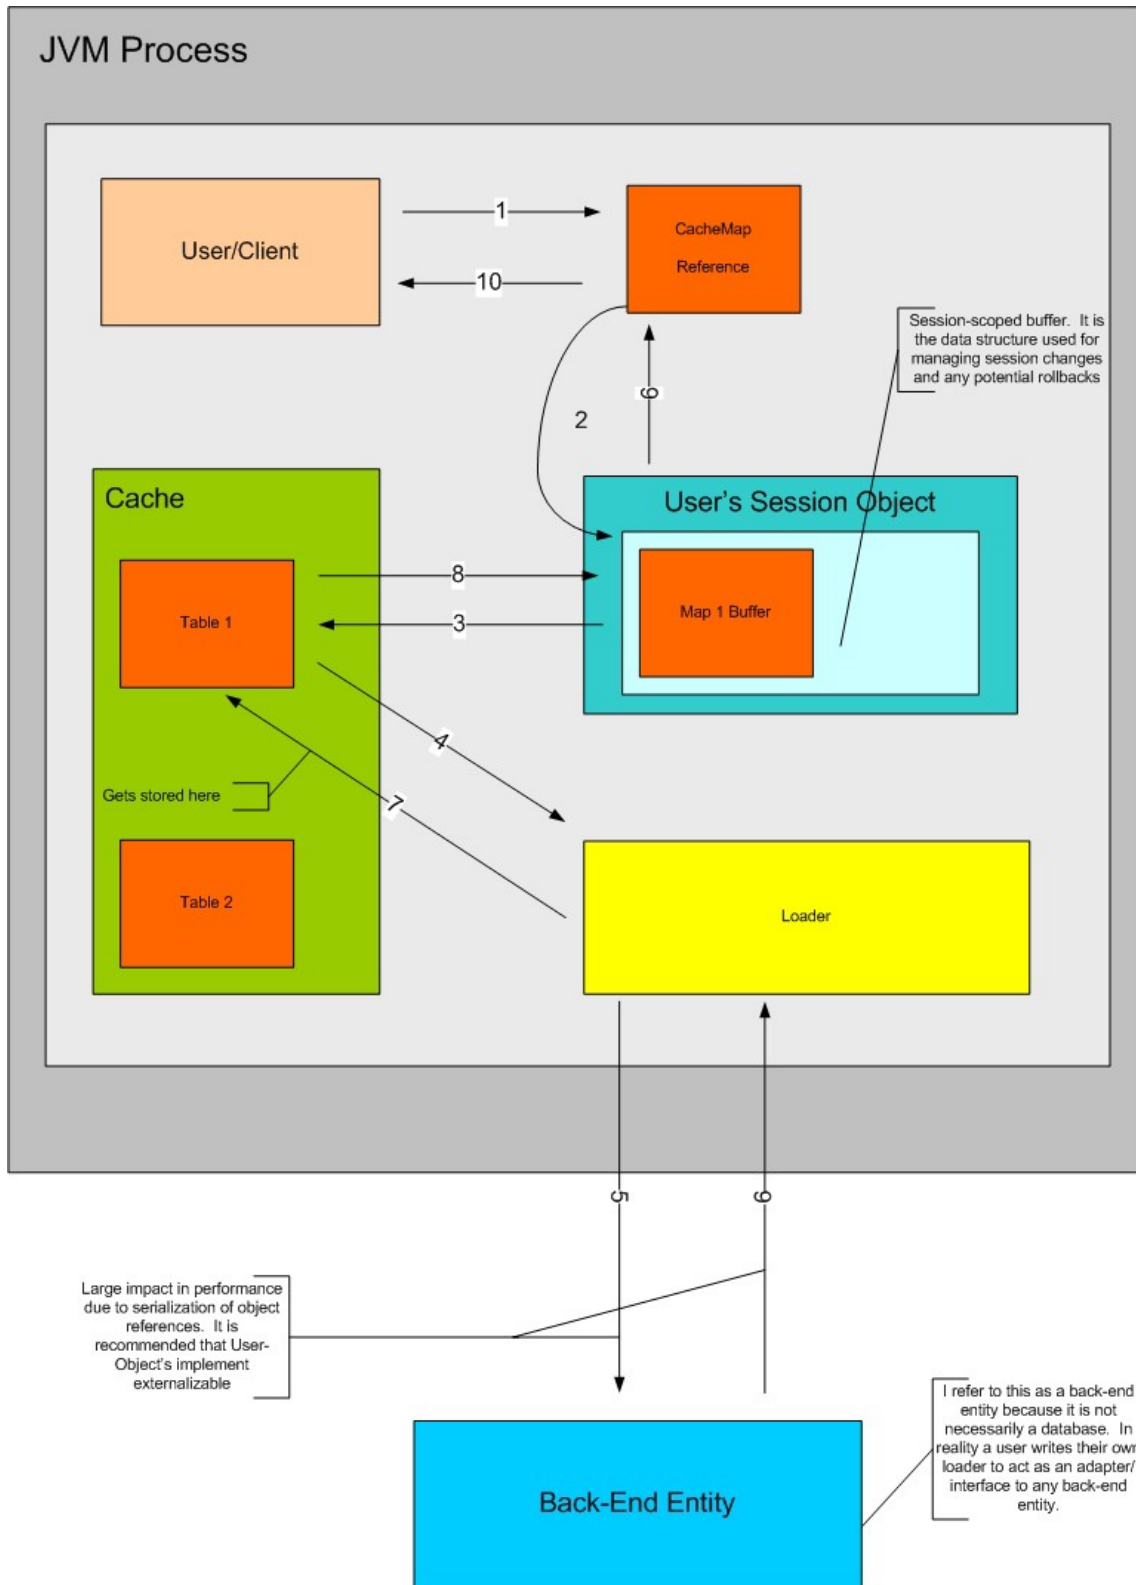 JVM Process
User/Client
1
10
CacheMap
Reference
Session-scoped buffer. It is
the data structure used for
managing session changes
and any potential rollbacks
9
2
Cache
User's Session Object
Table 1
8
3
Map 1 Buffer
4
Gets stored here
7
Table 2
Loader
5
6
Large impact in performance
due to serialization of object
references. It is
recommended that User-
Object's implement
externalizable
I refer to this as a back-end
entity because it is not
necessarily a database. In
reality a user writes their own
loader to act as an adapter/
interface to any back-end
entity.
Back-End Entity